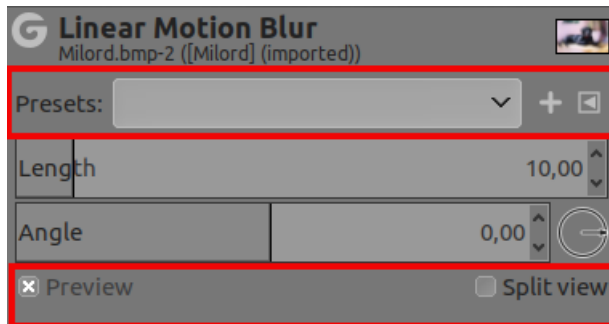 Linear Motion Blur
Milord.bmp-2 ([Milord] (imported))
Presets:
Length 10,00
Angle 0,00
Preview Split view